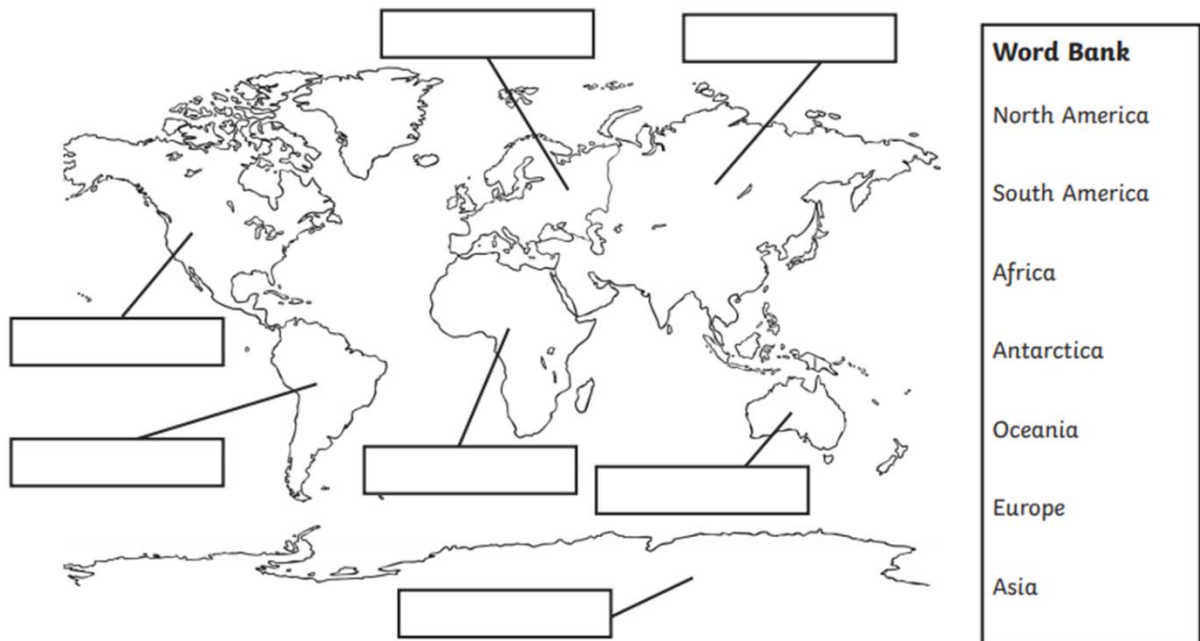 Word Bank
North America
South America
Africa
Antarctica
Oceania
Europe
Asia